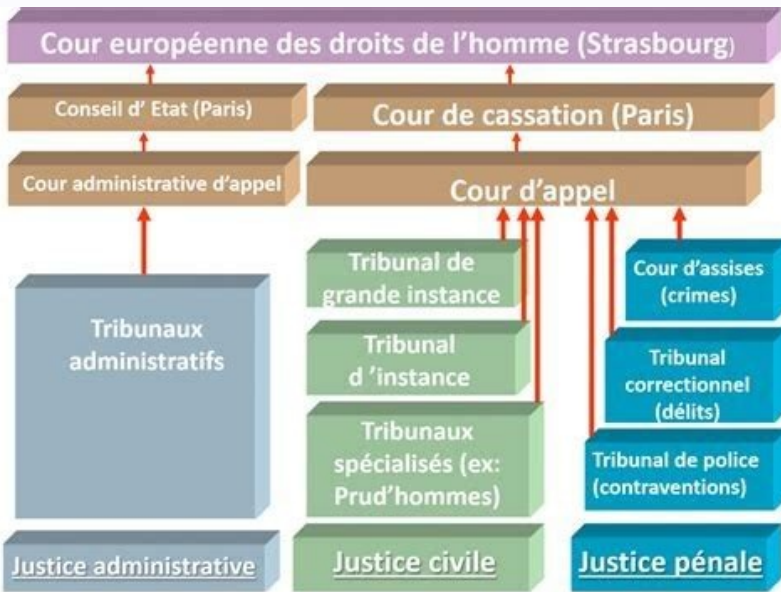 Cour européenne des droits de l'homme (Strasbourg)
Conseil d' Etat (Paris)
Cour de cassation (Paris)
Cour administrative d'appel
Cour d'appel
Tribunaux
administratifs
Tribunal de
grande instance
Tribunal
d 'instance
Tribunaux
spécialisés (ex:
Prud'hommes)
Cour d'assises
(crimes)
Tribunal
correctionnel
(délits)
Tribunal de police
(contraventions)
Justice administrative
Justice civile
Justice pénale